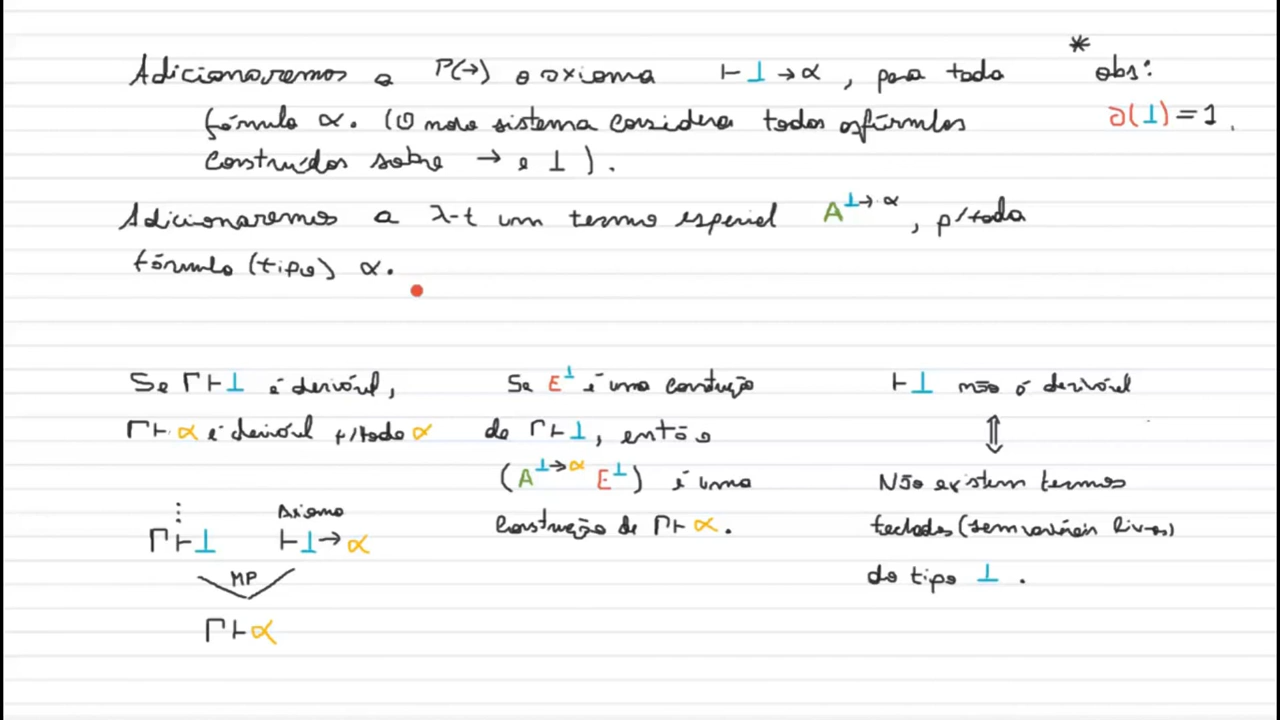 Adicionaremos a P(→) o axioma ⊢⊥→α, para toda
fórmula α. (O novo sistema considera todas as fórmulas
construídas sobre → e ⊥).
* obs:
∂(⊥)=1.
Adicionaremos a λ-t um termo especial A^⊥→α, p/toda
fórmula (tipo) α.
Se Γ⊢⊥ é derivável,
Γ⊢α é derivável p/todo α
⋮
Γ⊢⊥
Axioma
⊢⊥→α
MP
Γ⊢α
Se E^⊥ é uma construção
de Γ⊢⊥, então
(A^⊥→α E^⊥) é uma
construção de Γ⊢α.
⊢⊥ não é derivável
⇕
Não existem termos
fechados (sem variáveis livres)
do tipo ⊥.